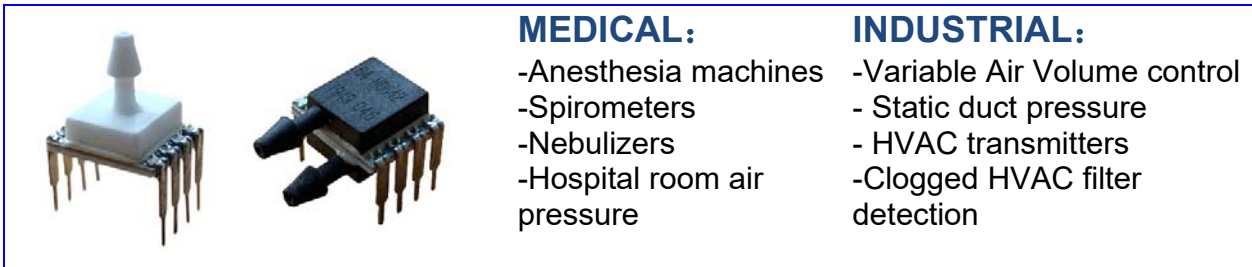 MEDICAL：
-Anesthesia machines
-Spirometers
-Nebulizers
-Hospital room air
pressure
INDUSTRIAL：
-Variable Air Volume control
- Static duct pressure
- HVAC transmitters
-Clogged HVAC filter
detection